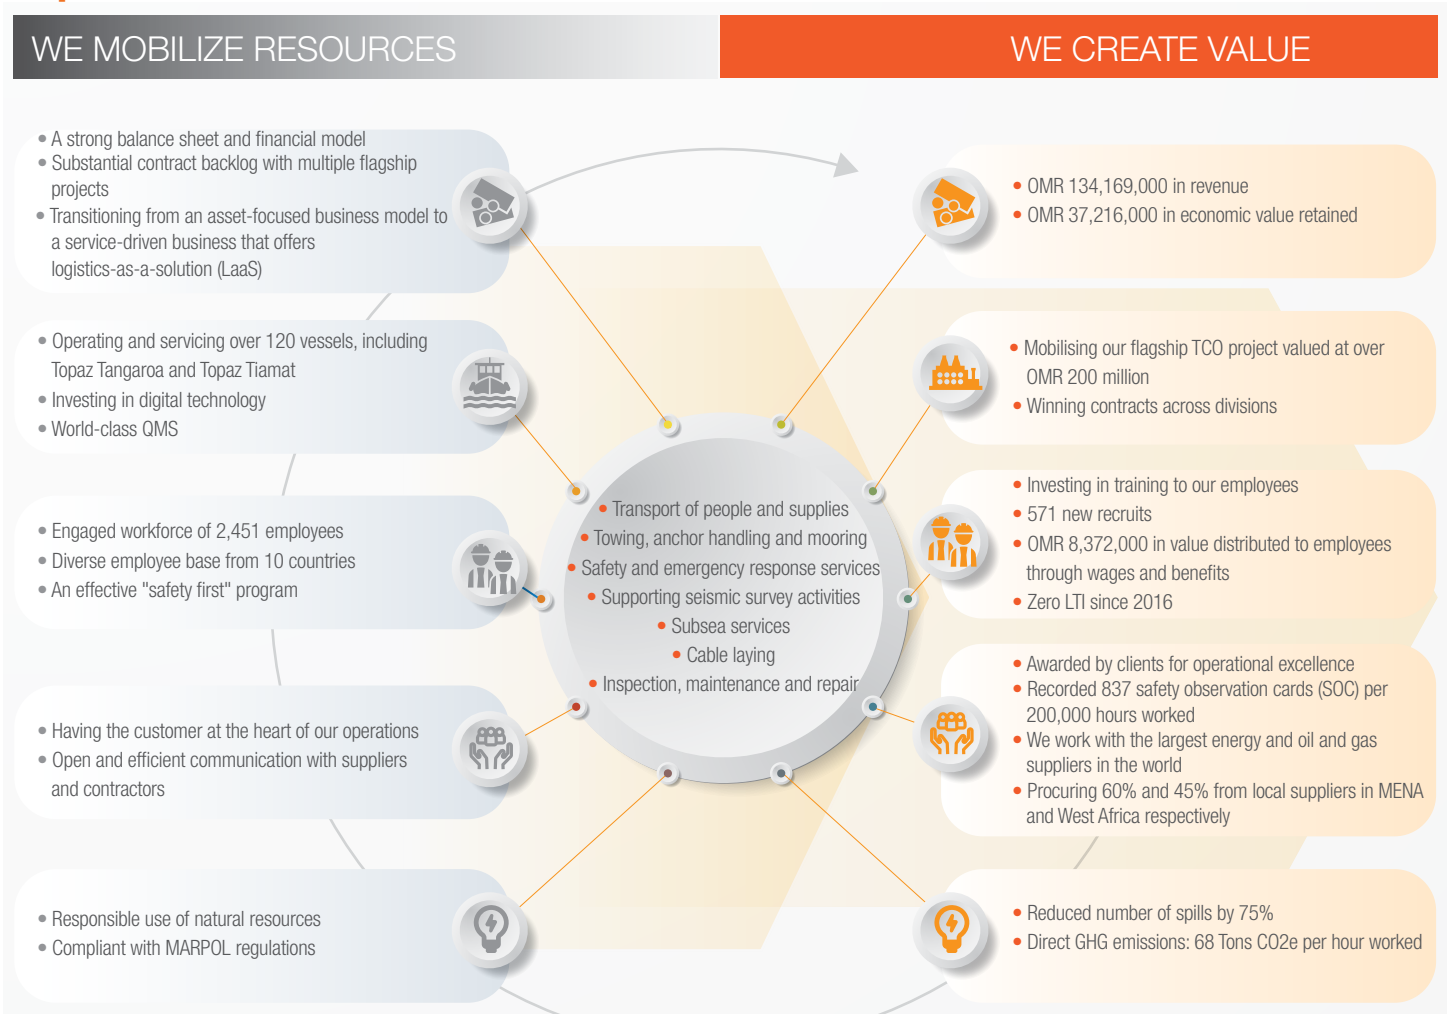 WE MOBILIZE RESOURCES
WE CREATE VALUE
• A strong balance sheet and financial model
• Substantial contract backlog with multiple flagship
projects
• Transitioning from an asset-focused business model to
a service-driven business that offers
logistics-as-a-solution (LaaS)
• Operating and servicing over 120 vessels, including
Topaz Tangaroa and Topaz Tiamat
• Investing in digital technology
• World-class QMS
• Engaged workforce of 2,451 employees
• Diverse employee base from 10 countries
• An effective "safety first" program
• Having the customer at the heart of our operations
• Open and efficient communication with suppliers
and contractors
• Responsible use of natural resources
• Compliant with MARPOL regulations
• Transport of people and supplies
• Towing, anchor handling and mooring
• Safety and emergency response services
• Supporting seismic survey activities
• Subsea services
• Cable laying
• Inspection, maintenance and repair
• OMR 134,169,000 in revenue
• OMR 37,216,000 in economic value retained
• Mobilising our flagship TCO project valued at over
OMR 200 million
• Winning contracts across divisions
• Investing in training to our employees
• 571 new recruits
• OMR 8,372,000 in value distributed to employees
through wages and benefits
• Zero LTI since 2016
• Awarded by clients for operational excellence
• Recorded 837 safety observation cards (SOC) per
200,000 hours worked
• We work with the largest energy and oil and gas
suppliers in the world
• Procuring 60% and 45% from local suppliers in MENA
and West Africa respectively
• Reduced number of spills by 75%
• Direct GHG emissions: 68 Tons CO2e per hour worked